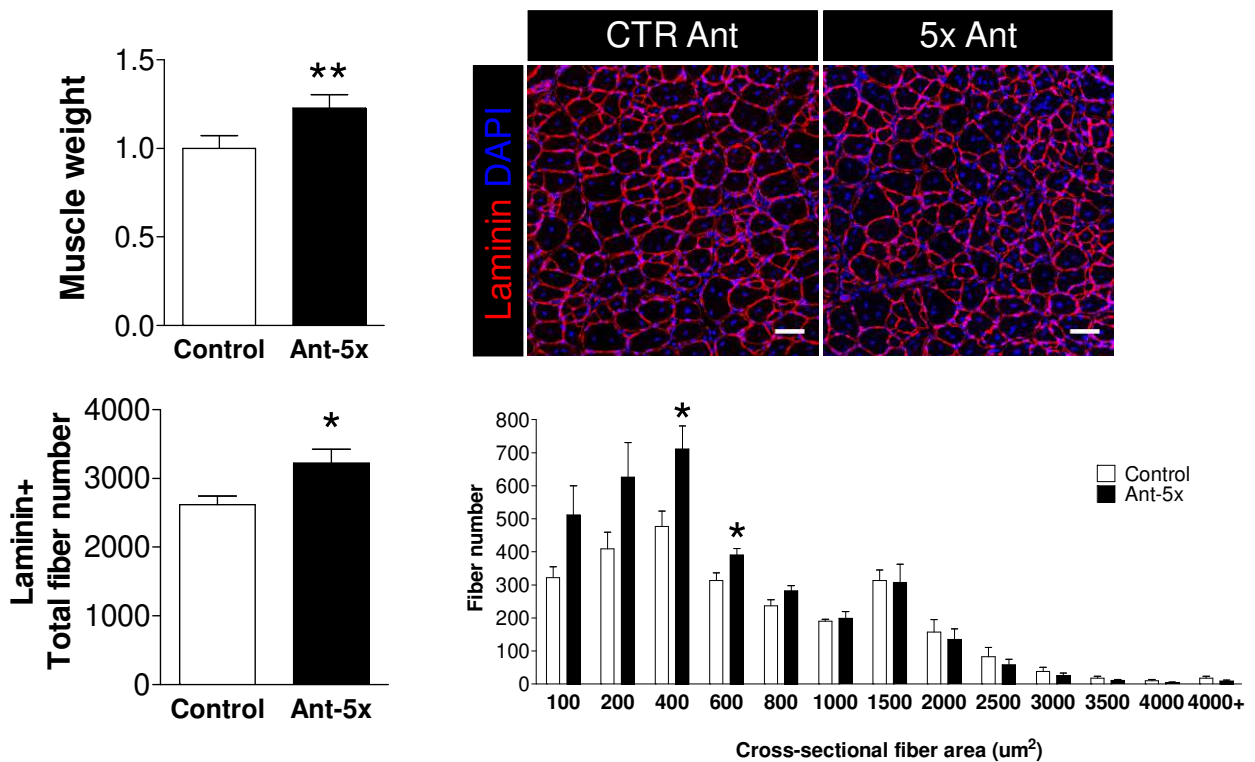 Muscle weight
1.5
1.0
0.5
0.0
**
Control Ant-5x
CTR Ant
5x Ant
Laminin DAPI
Laminin+
Total fiber number
4000
3000
2000
1000
0
*
Control Ant-5x
Fiber number
800
700
600
500
400
300
200
100
0
*
*
Control
Ant-5x
100 200 400 600 800 1000 1500 2000 2500 3000 3500 4000 4000+
Cross-sectional fiber area (um²)